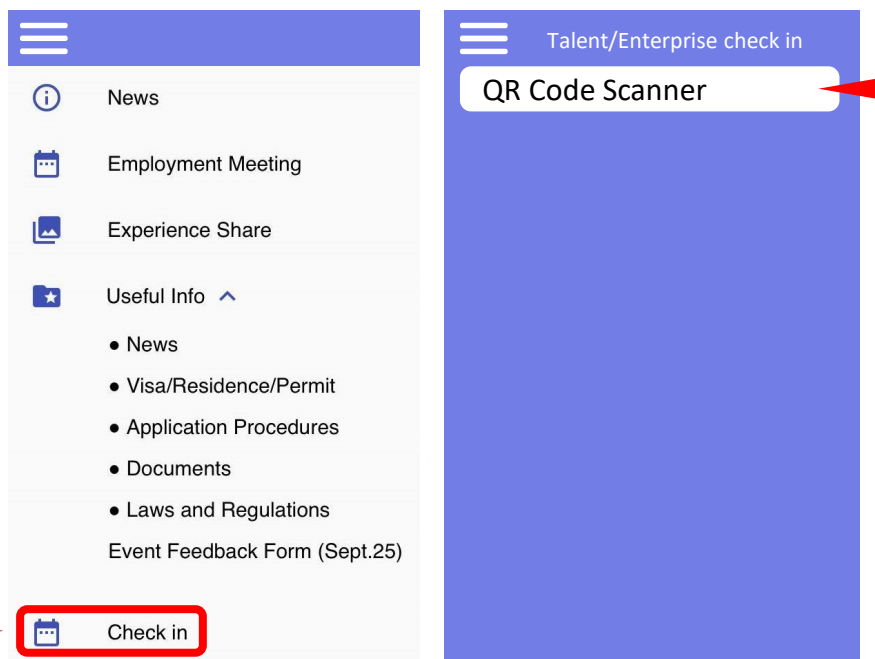 News
Employment Meeting
Experience Share
Useful Info
● News
● Visa/Residence/Permit
● Application Procedures
● Documents
● Laws and Regulations
Event Feedback Form (Sept.25)
Check in
Talent/Enterprise check in
QR Code Scanner